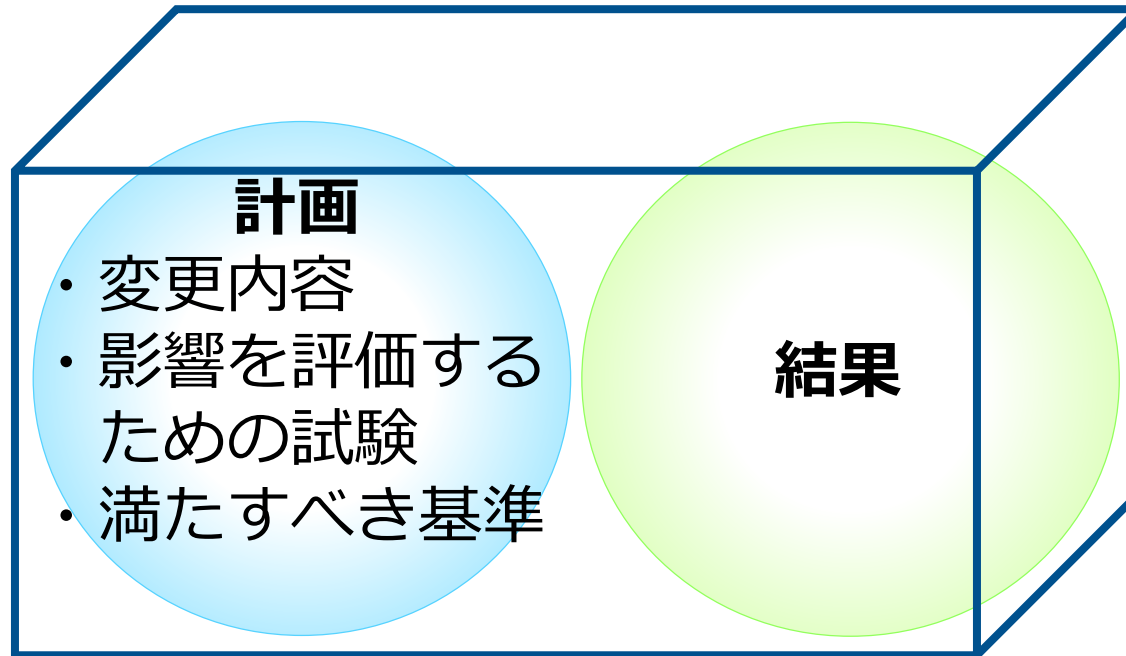 計画
・変更内容
・影響を評価する
ための試験
・満たすべき基準
結果